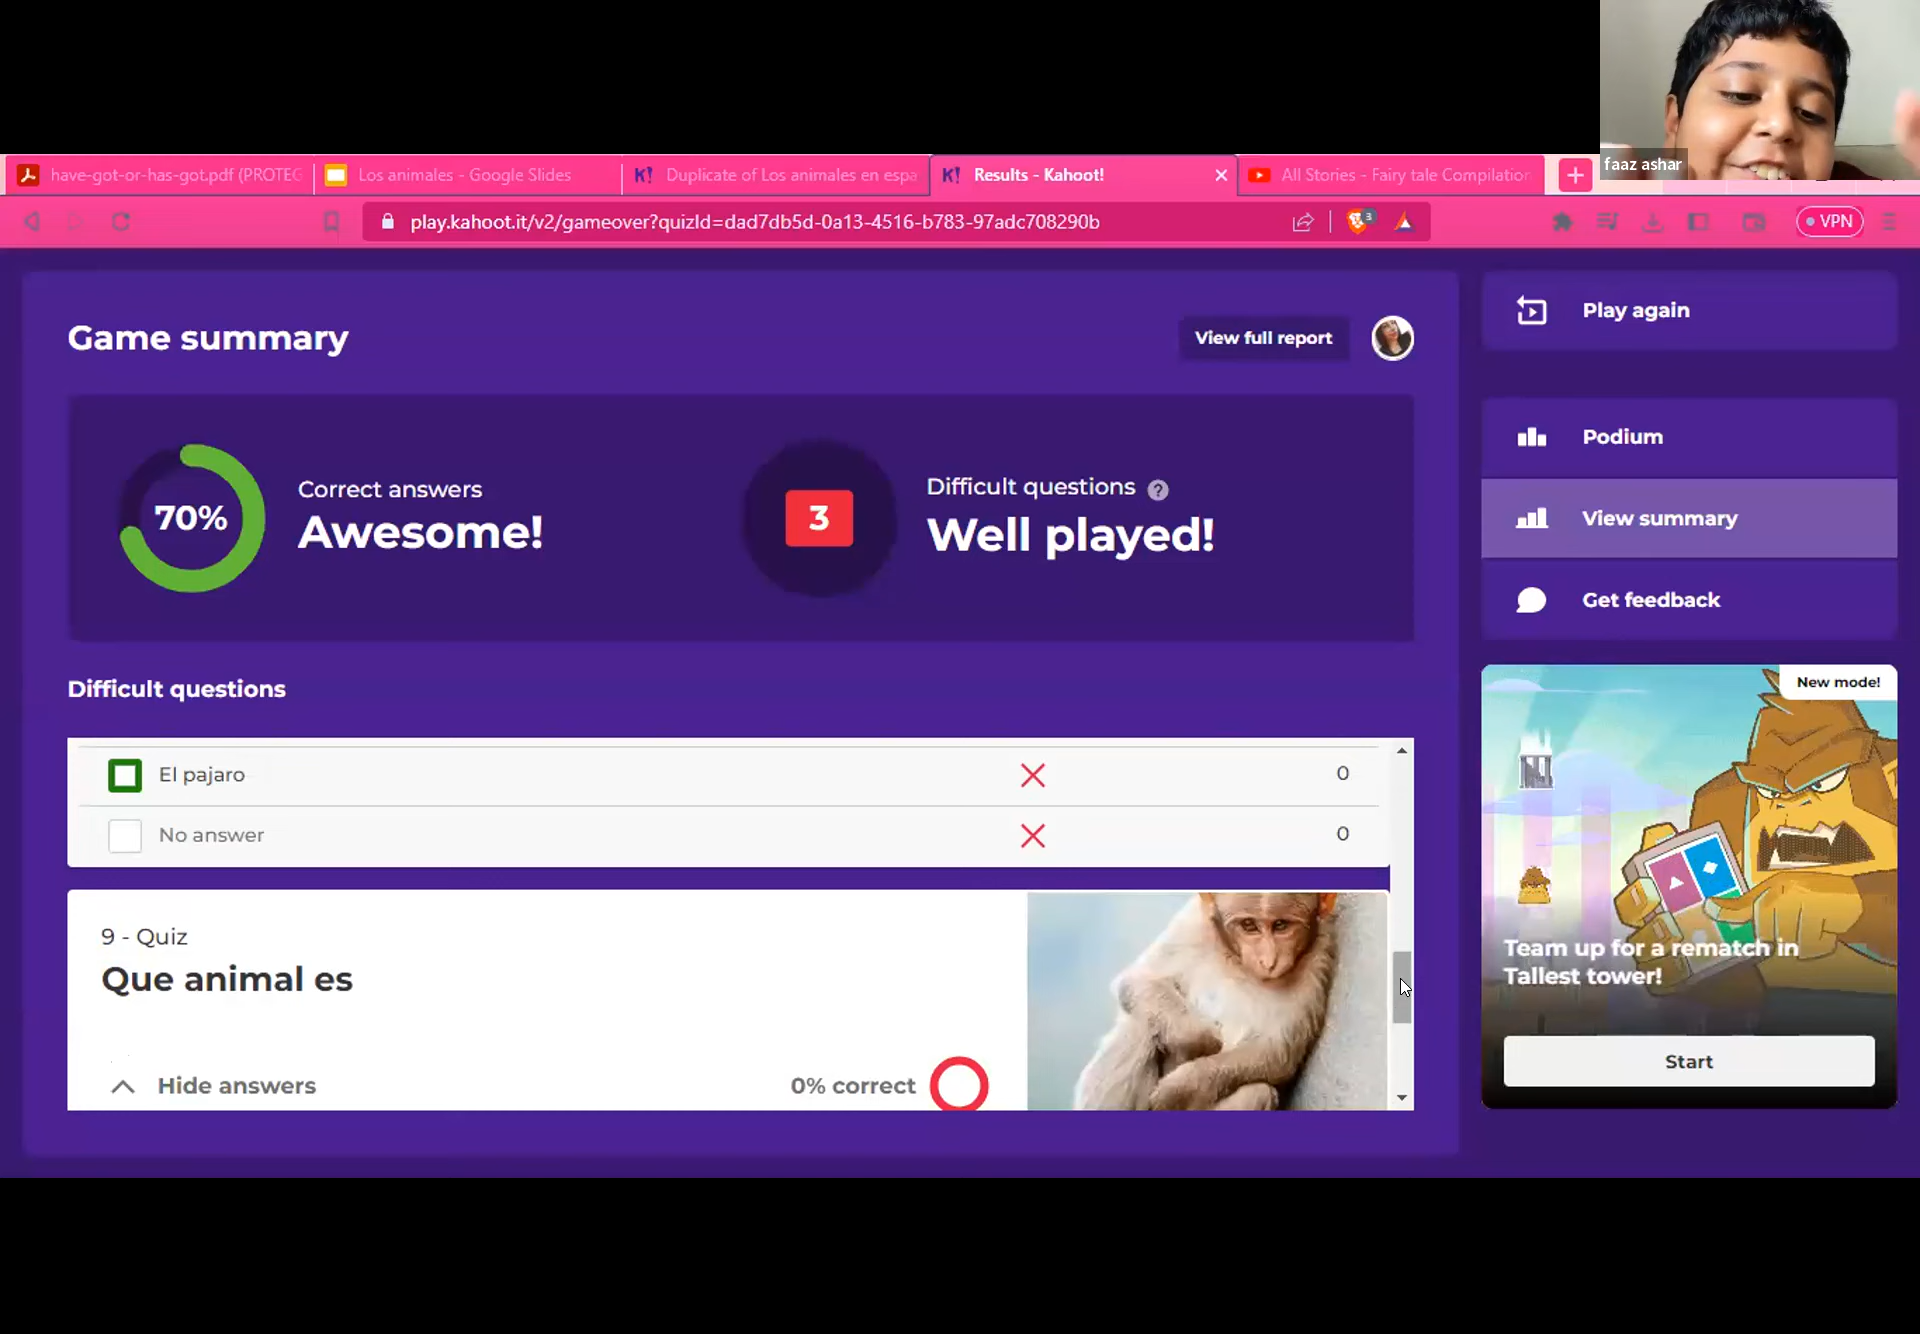 faaz ashar
have-got-or-has-got.pdf (PROTEC
Los animales - Google Slides
K! Duplicate of Los animales en espa
K! Results - Kahoot!
All Stories - Fairy tale Compilation
play.kahoot.it/v2/gameover?quizId=dad7db5d-0a13-4516-b783-97adc708290b
3
VPN
Game summary
View full report
70%
Correct answers
Awesome!
3
Difficult questions ?
Well played!
Difficult questions
El pajaro
0
No answer
0
9 - Quiz
Que animal es
Hide answers
0% correct
Play again
Podium
View summary
Get feedback
New mode!
Team up for a rematch in
Tallest tower!
Start